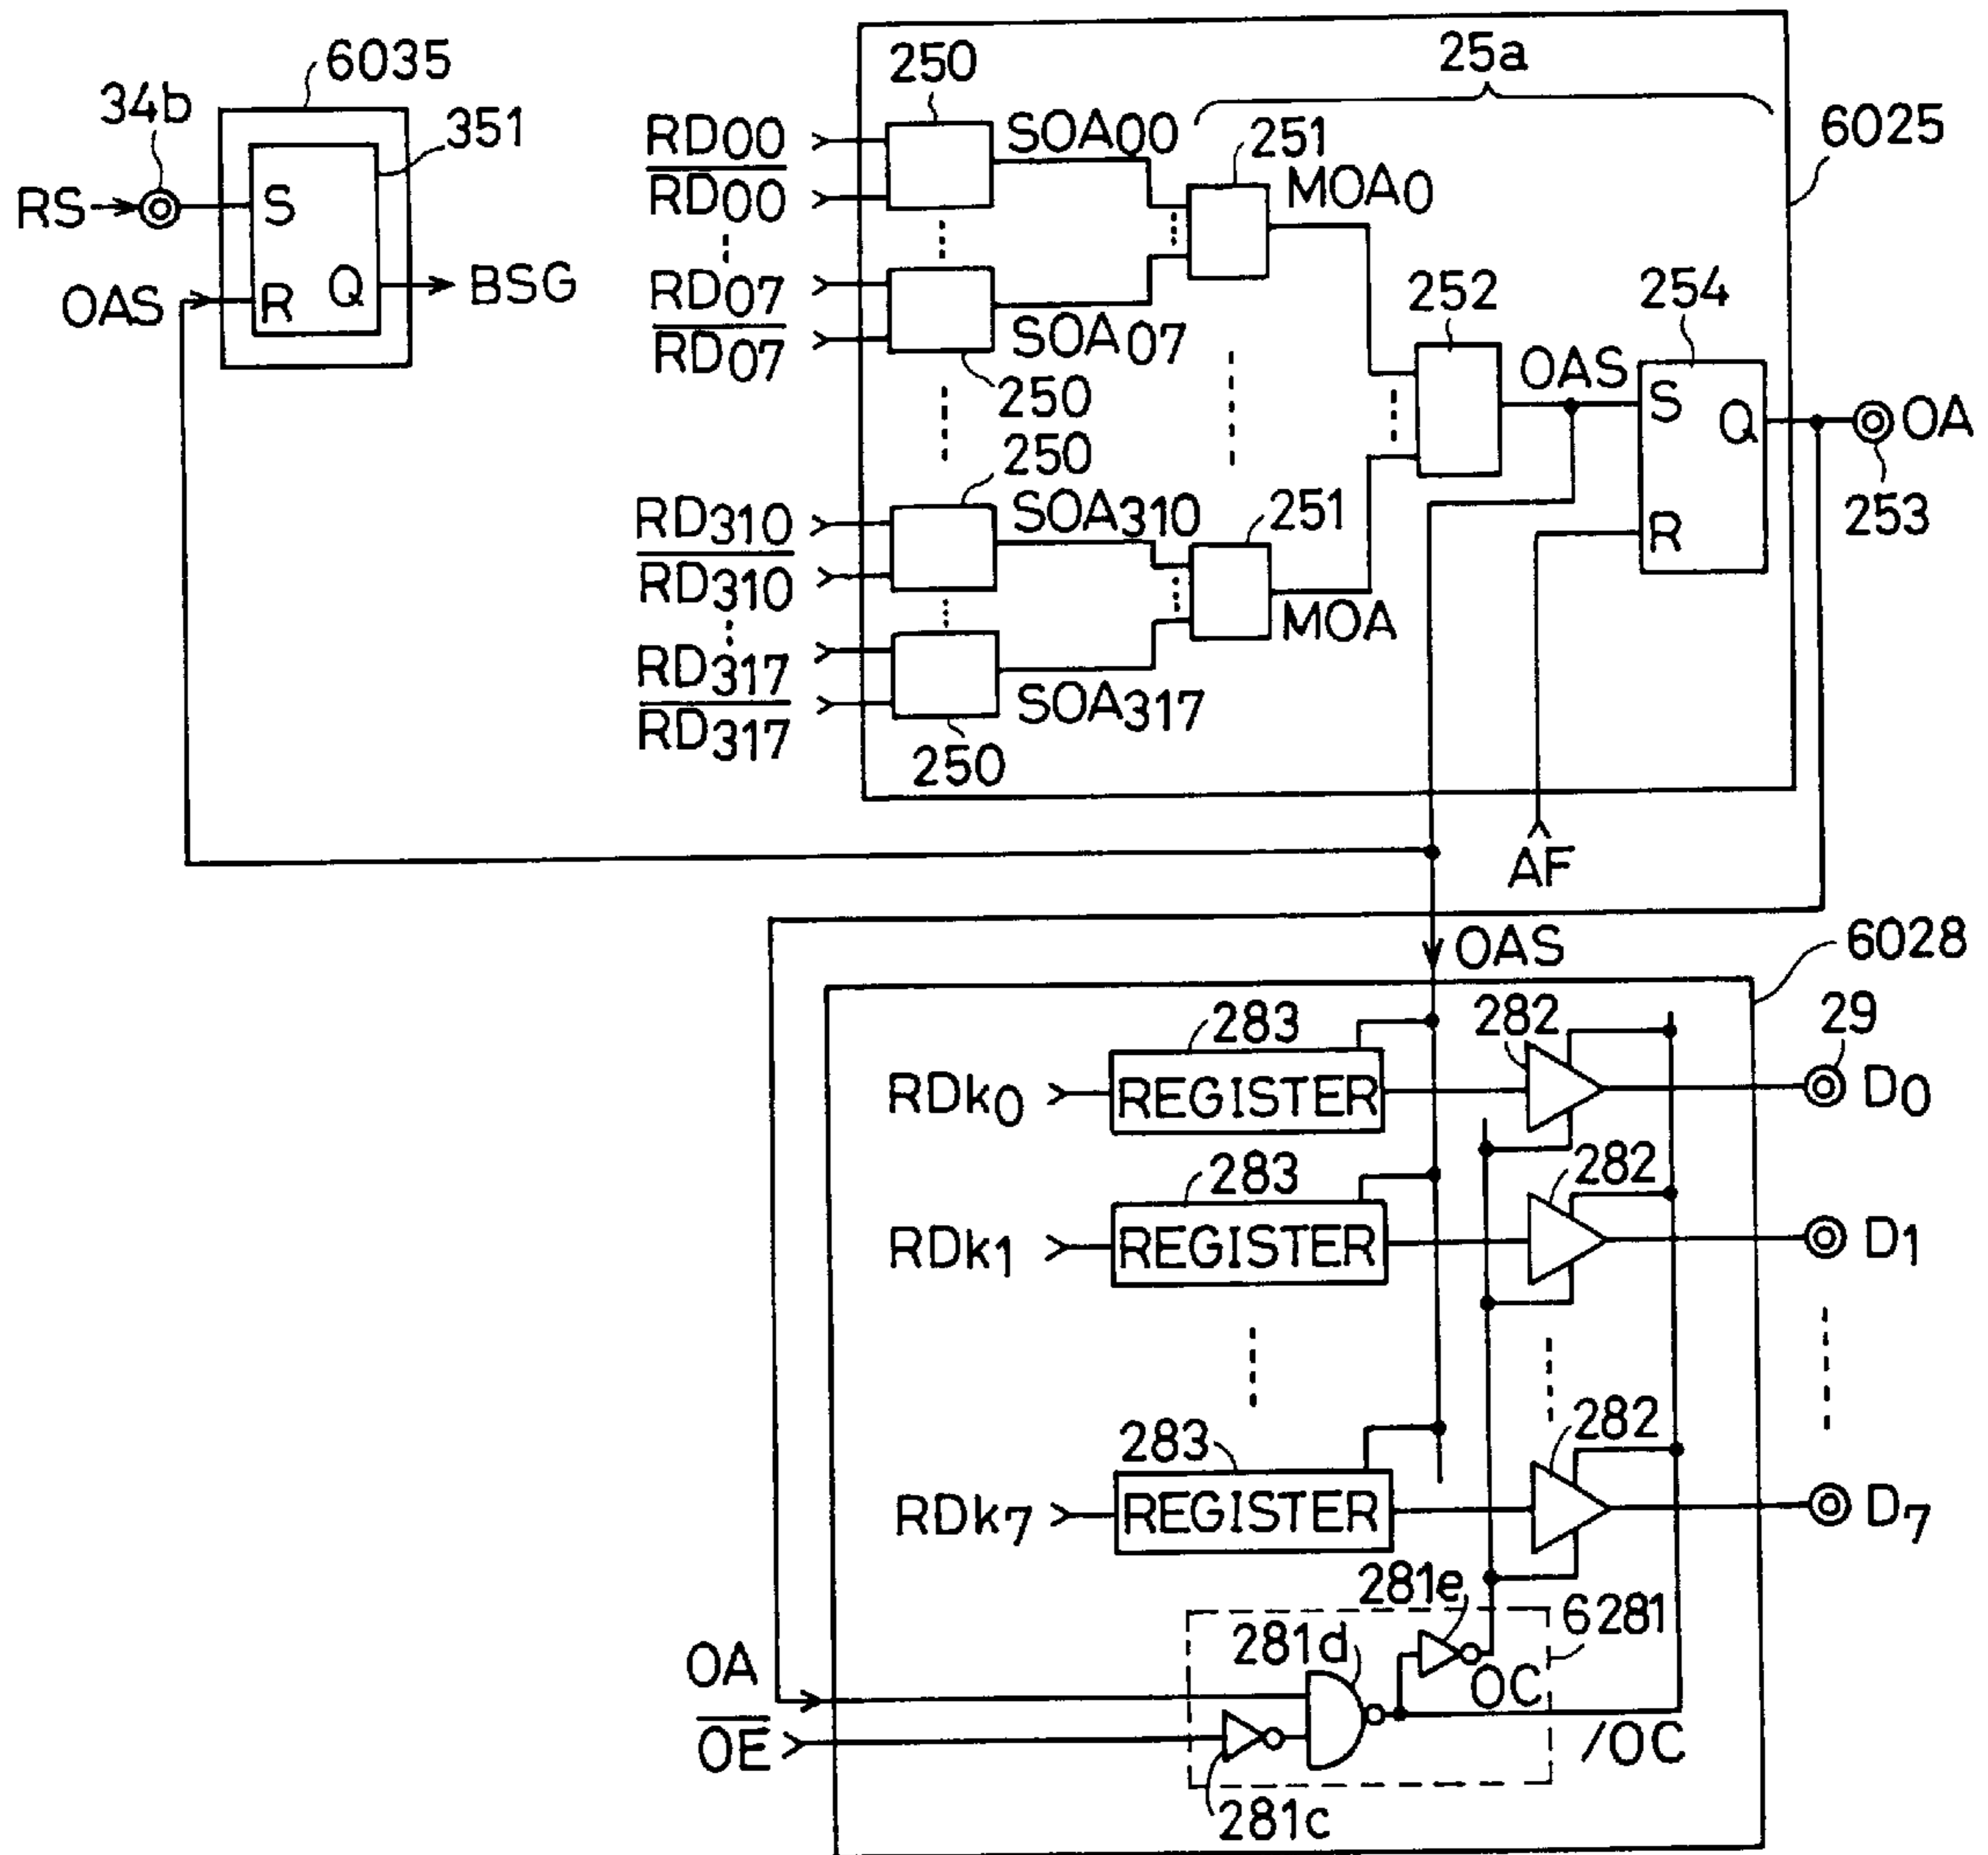 6035
34b
351
RS
S
OAS
R
Q
BSG
25a
6025
250
RD00
RD00
SOA00
251
MOA0
RD07
RD07
SOA07
250
252
OAS
254
S
Q
R
OA
253
250
RD310
RD310
SOA310
251
MOA
RD317
RD317
SOA317
250
AF
OAS
6028
RDk0
283
REGISTER
282
29
D0
RDk1
283
REGISTER
282
D1
RDk7
283
REGISTER
282
D7
281e
6281
281d
OA
OC
OE
/OC
281c